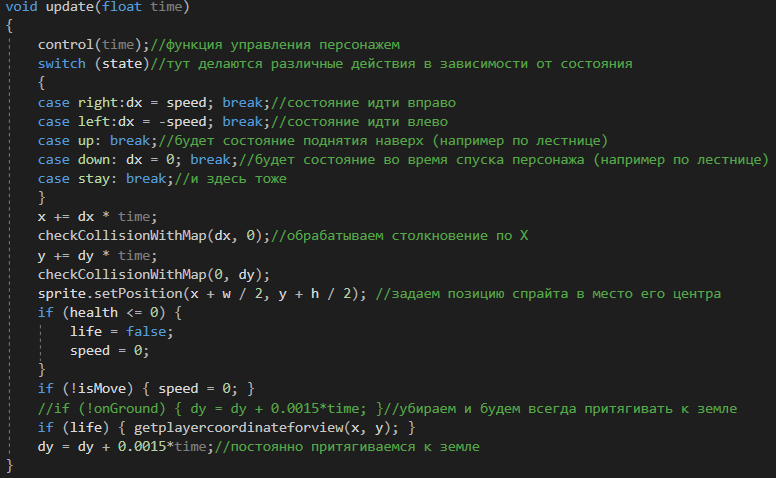 void update(float time)
{
control(time);//функция управления персонажем
switch (state)//тут делаются различные действия в зависимости от состояния
{
case right:dx = speed; break;//состояние идти вправо
case left:dx = -speed; break;//состояние идти влево
case up: break;//будет состояние поднятия наверх (например по лестнице)
case down: dx = 0; break;//будет состояние во время спуска персонажа (например по лестнице)
case stay: break;//и здесь тоже
}
x += dx * time;
checkCollisionWithMap(dx, 0);//обрабатываем столкновение по Х
y += dy * time;
checkCollisionWithMap(0, dy);
sprite.setPosition(x + w / 2, y + h / 2); //задаем позицию спрайта в место его центра
if (health <= 0) {
life = false;
speed = 0;
}
if (!isMove) { speed = 0; }
//if (!onGround) { dy = dy + 0.0015*time; }//убираем и будем всегда притягивать к земле
if (life) { getplayercoordinateforview(x, y); }
dy = dy + 0.0015*time;//постоянно притягиваемся к земле
}